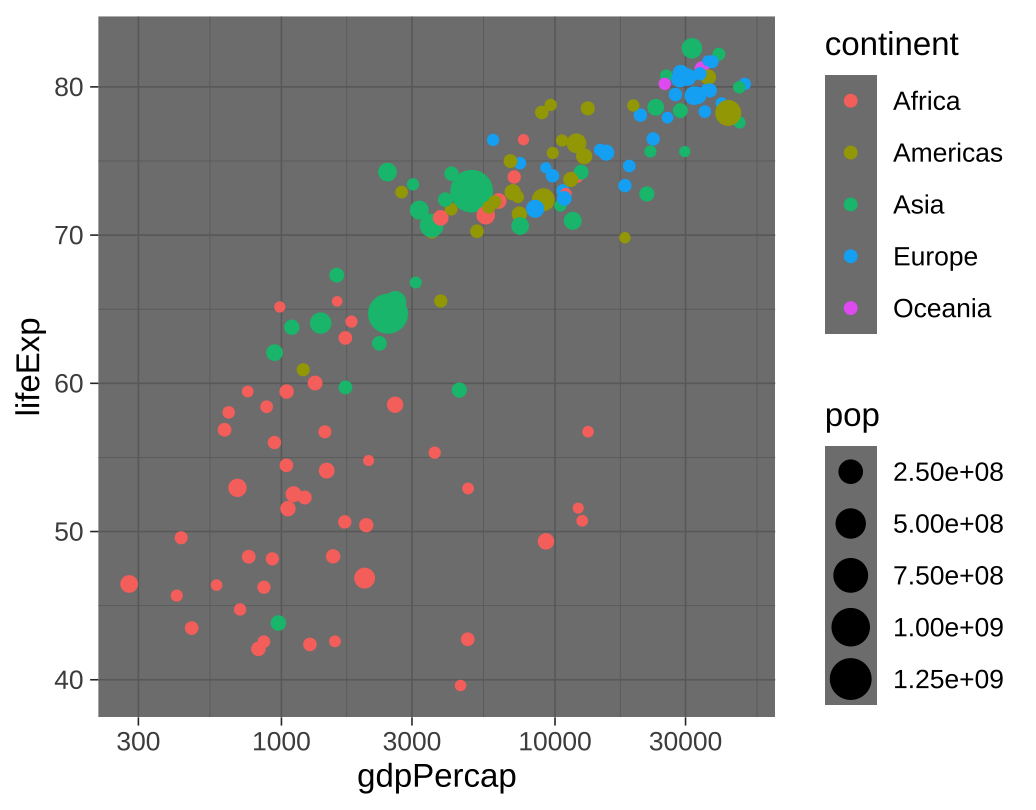 continent
Africa
Americas
Asia
Europe
Oceania
pop
2.50e+08
5.00e+08
7.50e+08
1.00e+09
1.25e+09
lifeExp
80
70
60
50
40
300 1000 3000 10000 30000
gdpPercap